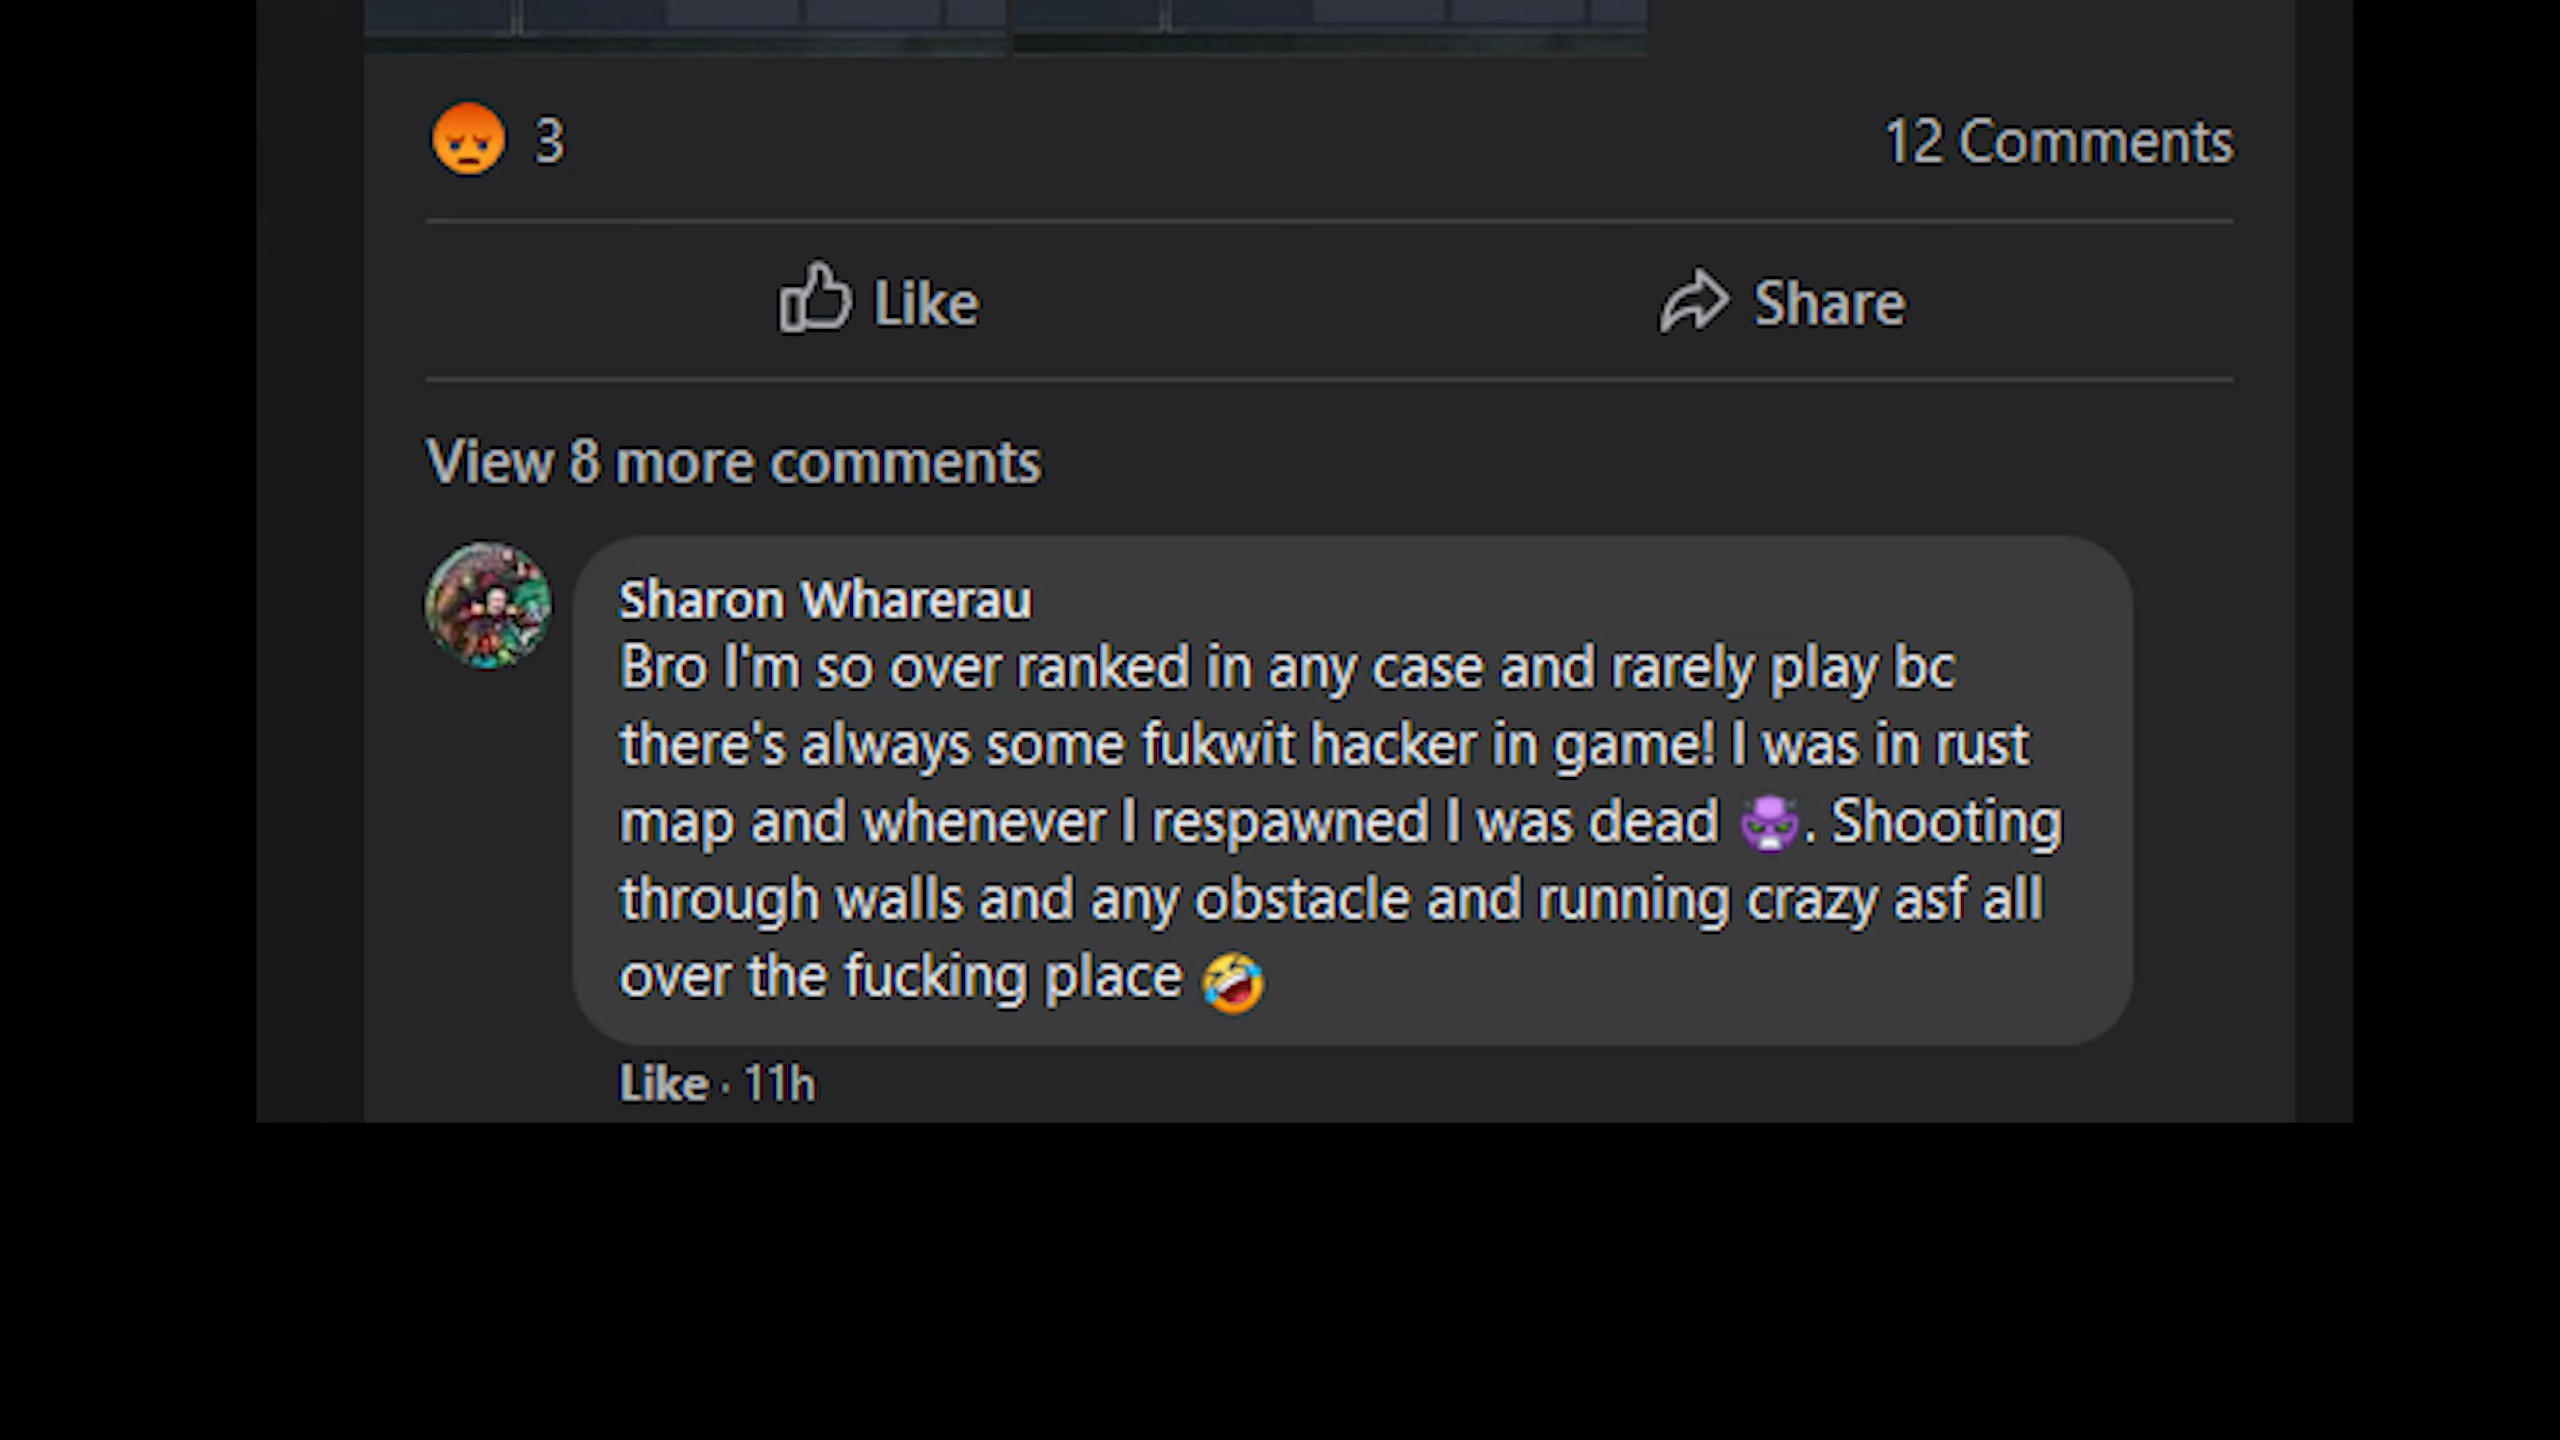 3
12 Comments
Like
Share
View 8 more comments
Sharon Wharerau
Bro I'm so over ranked in any case and rarely play bc
there's always some fukwit hacker in game! I was in rust
map and whenever I respawned I was dead 👿. Shooting
through walls and any obstacle and running crazy asf all
over the fucking place 🤣
Like · 11h